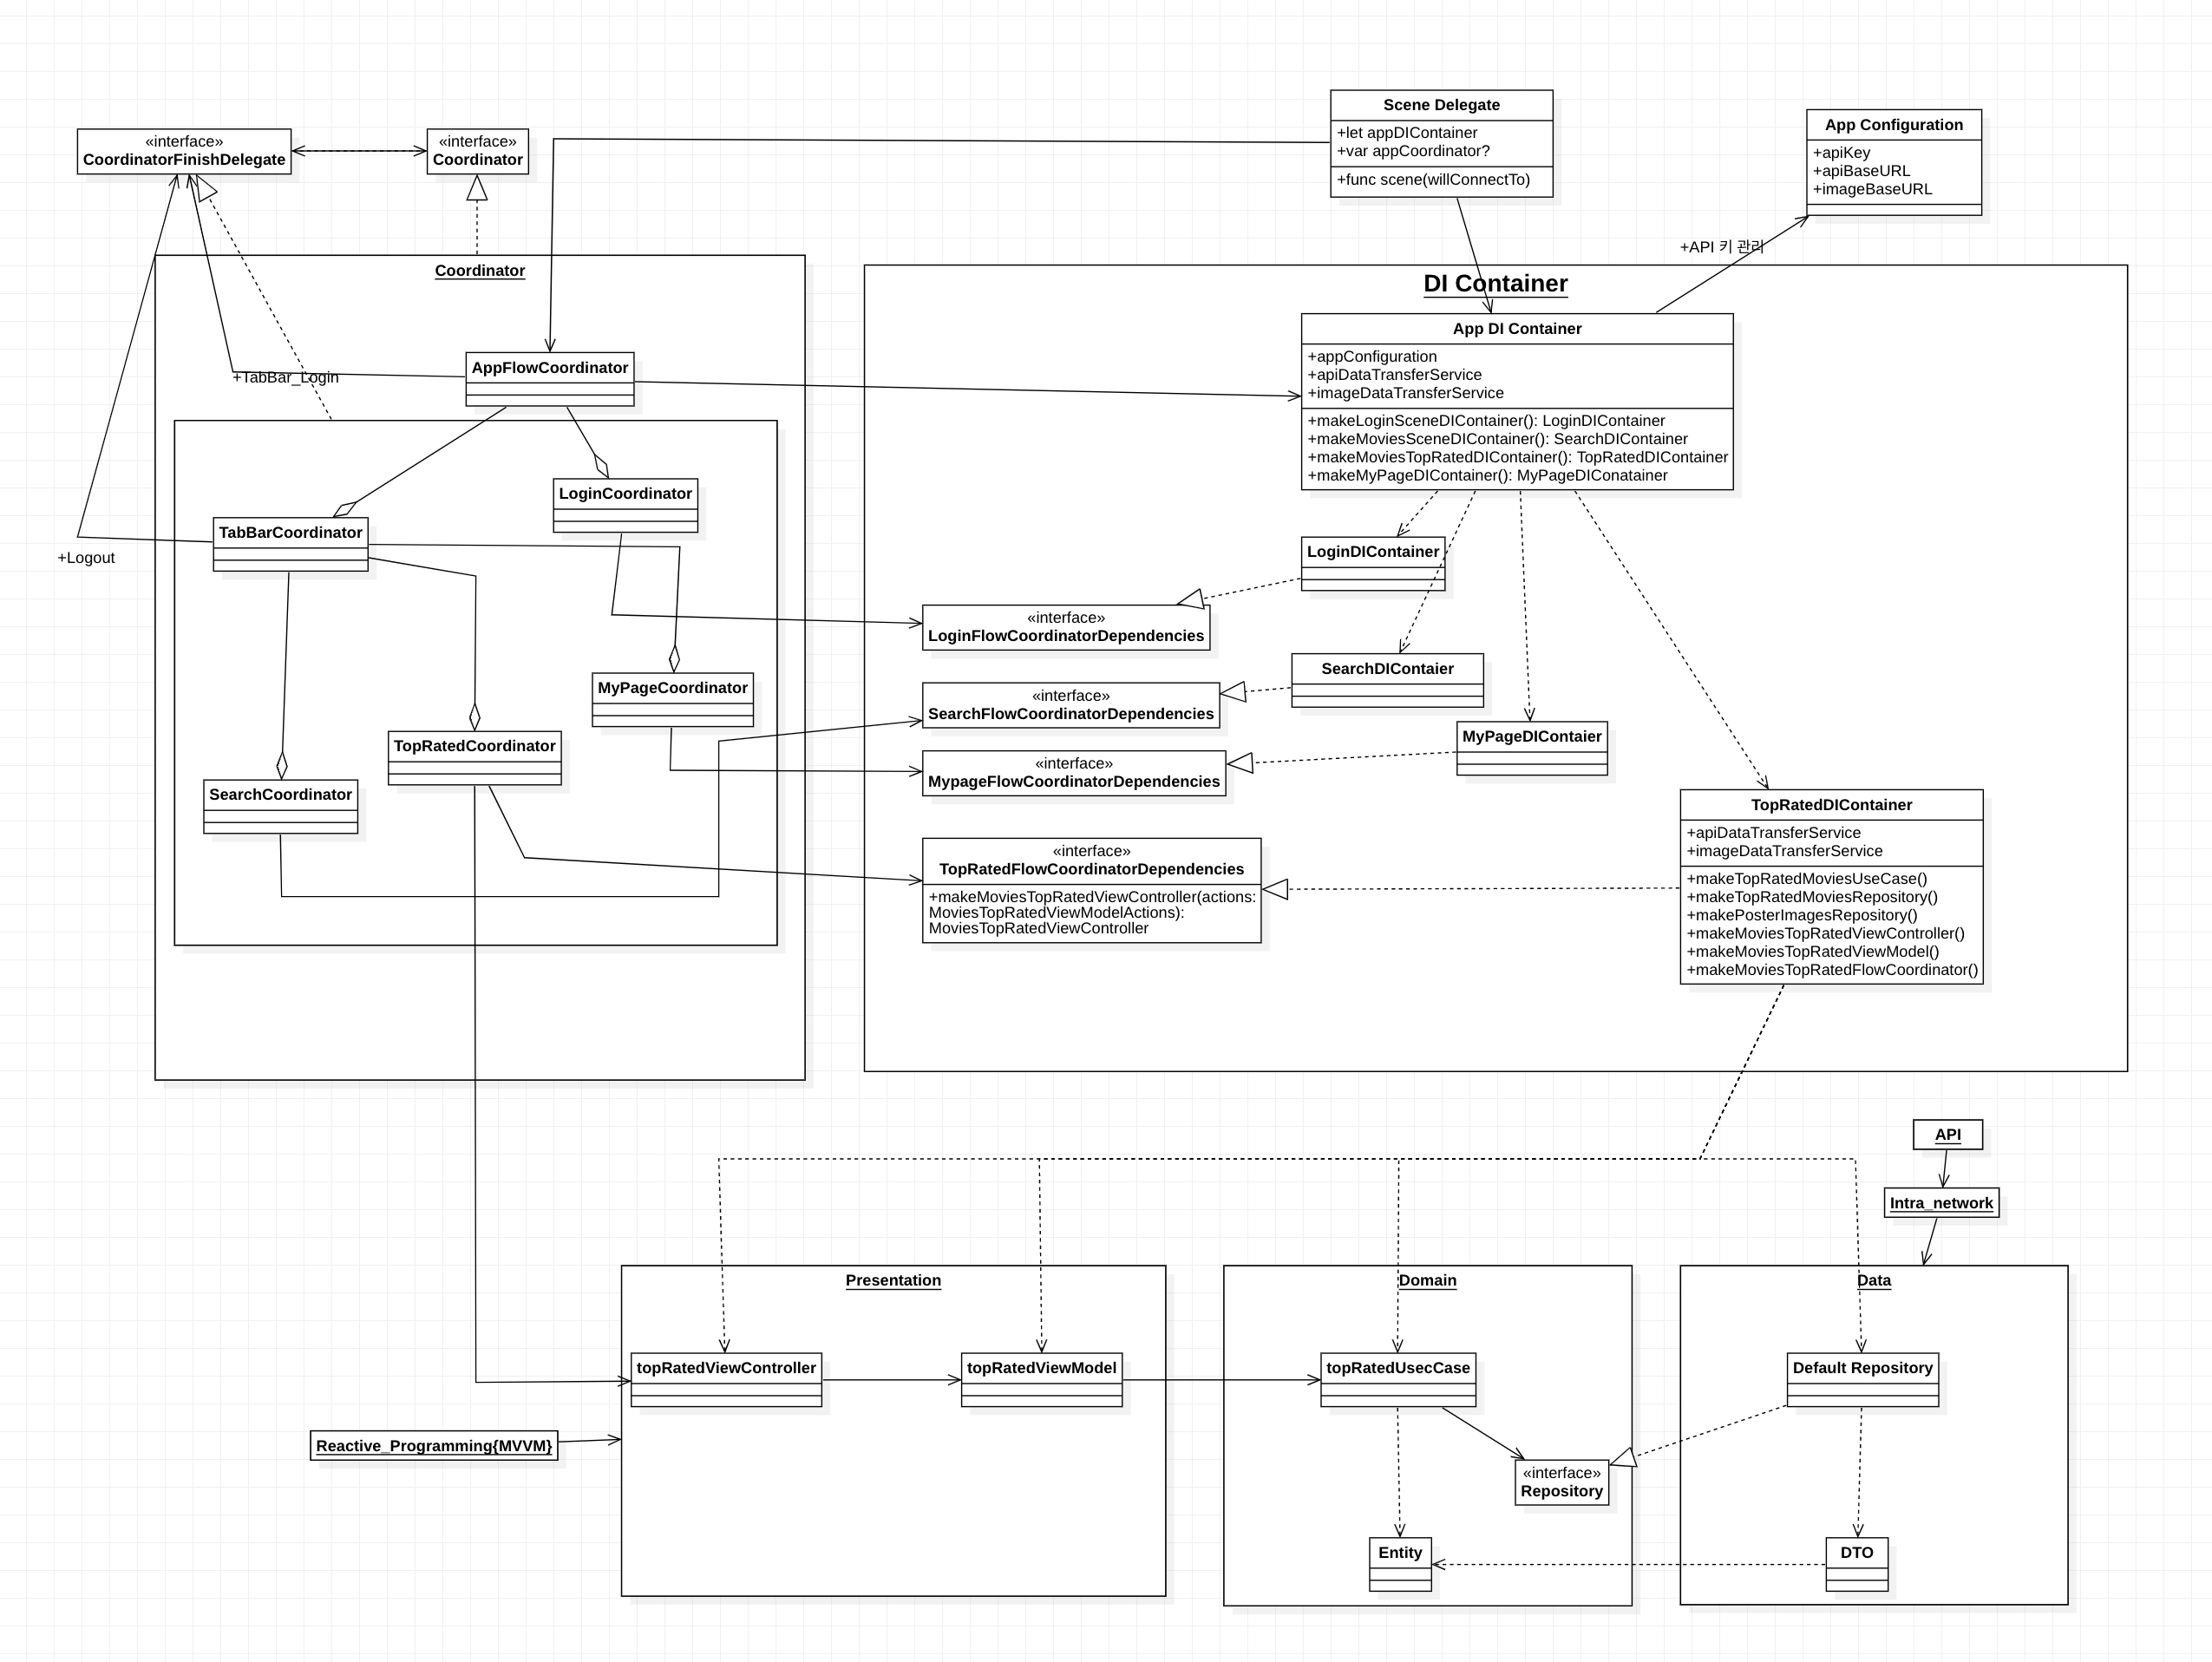 Scene Delegate
+let appDIContainer
+var appCoordinator?
+func scene(willConnectTo)
App Configuration
+apiKey
+apiBaseURL
+imageBaseURL
«interface»
CoordinatorFinishDelegate
«interface»
Coordinator
+API 키 관리
Coordinator
DI Container
AppFlowCoordinator
+TabBar_Login
App DI Container
+appConfiguration
+apiDataTransferService
+imageDataTransferService
+makeLoginSceneDIContainer(): LoginDIContainer
+makeMoviesSceneDIContainer(): SearchDIContainer
+makeMoviesTopRatedDIContainer(): TopRatedDIContainer
+makeMyPageDIContainer(): MyPageDIConatainer
LoginCoordinator
TabBarCoordinator
+Logout
LoginDIContainer
«interface»
LoginFlowCoordinatorDependencies
SearchDIContaier
MyPageCoordinator
«interface»
SearchFlowCoordinatorDependencies
TopRatedCoordinator
MyPageDIContaier
«interface»
MypageFlowCoordinatorDependencies
SearchCoordinator
TopRatedDIContainer
+apiDataTransferService
+imageDataTransferService
+makeTopRatedMoviesUseCase()
+makeTopRatedMoviesRepository()
+makePosterImagesRepository()
+makeMoviesTopRatedViewController()
+makeMoviesTopRatedViewModel()
+makeMoviesTopRatedFlowCoordinator()
«interface»
TopRatedFlowCoordinatorDependencies
+makeMoviesTopRatedViewController(actions:
MoviesTopRatedViewModelActions):
MoviesTopRatedViewController
API
Intra_network
Presentation
Domain
Data
topRatedViewController
topRatedViewModel
topRatedUsecCase
Default Repository
Reactive_Programming{MVVM}
«interface»
Repository
Entity
DTO